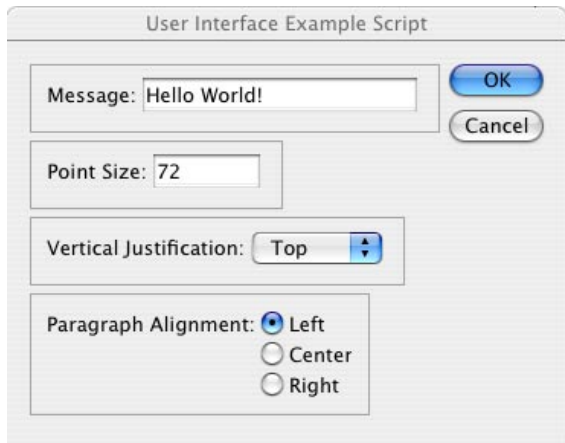 User Interface Example Script
Message: Hello World!
OK
Cancel
Point Size: 72
Vertical Justification: Top
Paragraph Alignment: Left
Center
Right